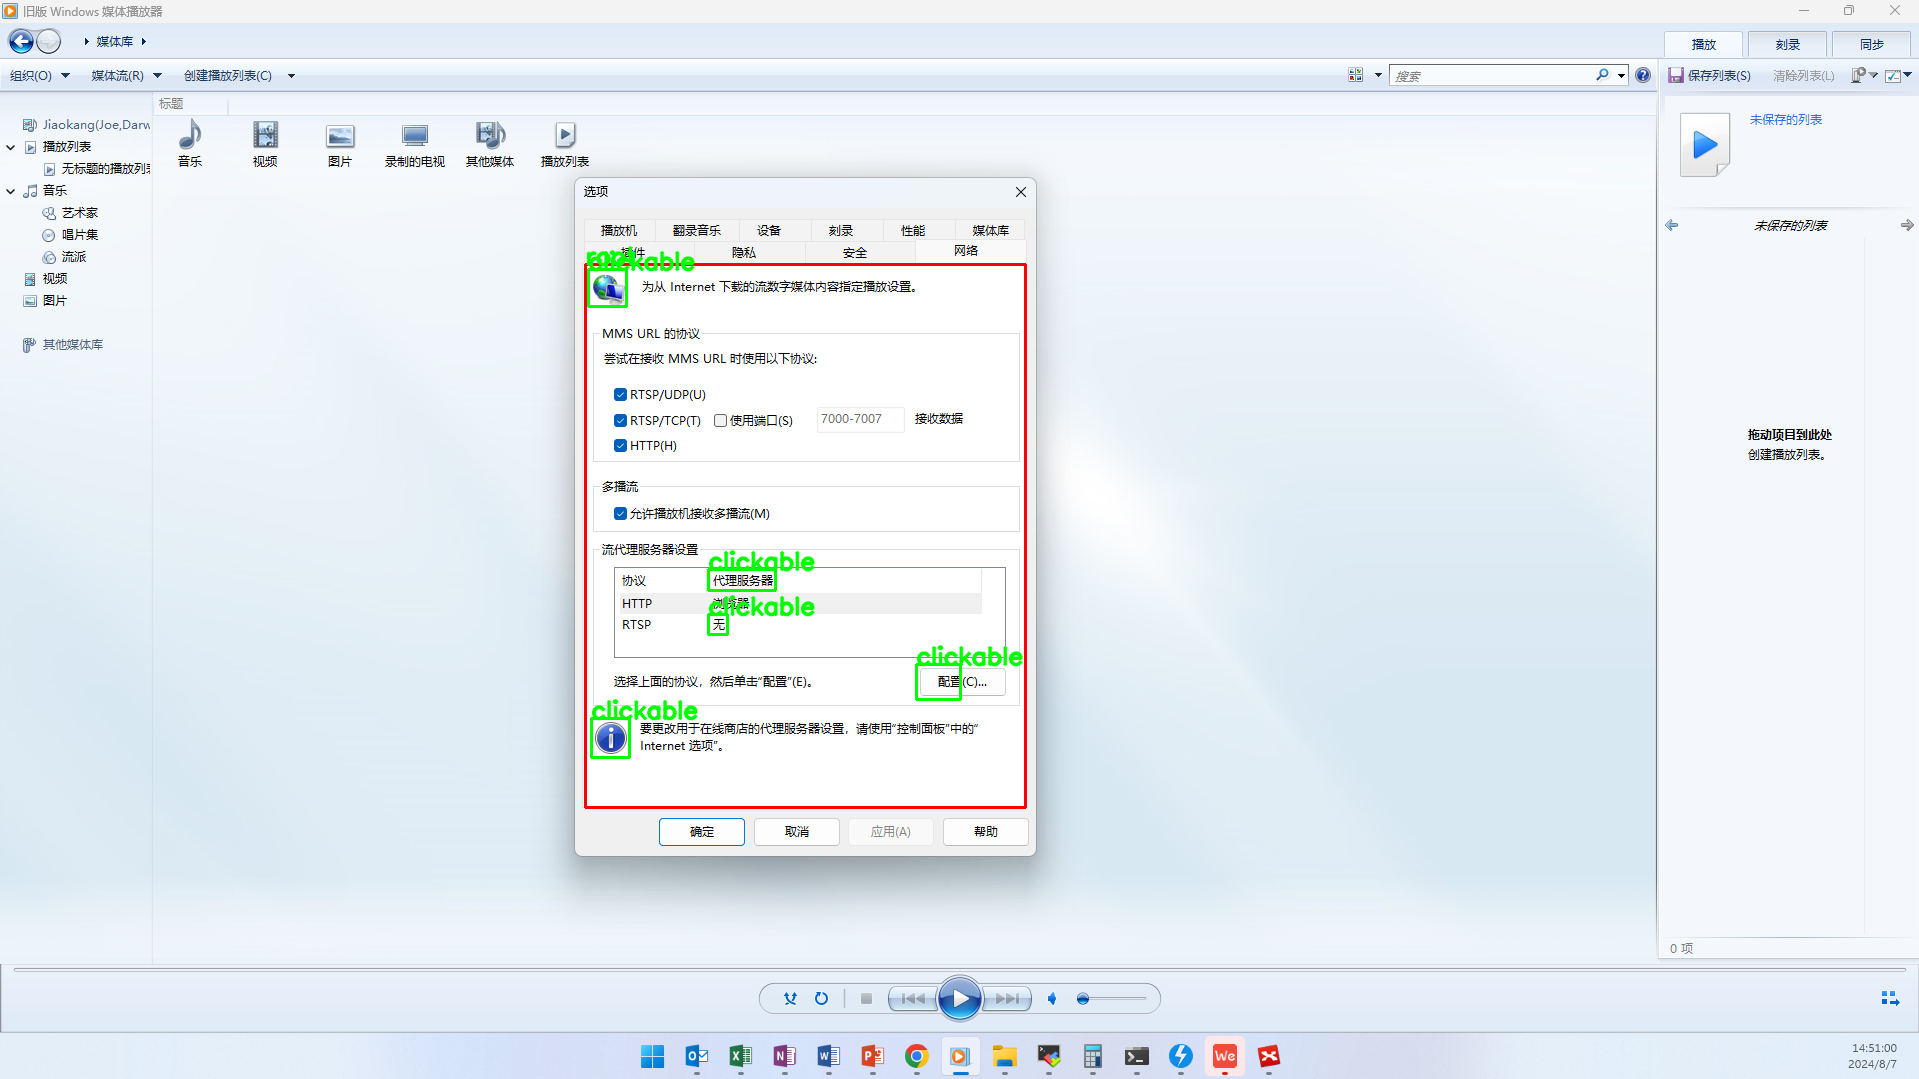 旧版 Windows 媒体播放器
媒体库
播放
刻录
同步
组织(O)
媒体流(R)
创建播放列表(C)
搜索
保存列表(S)
清除列表(L)
标题
Jiaokang(Joe,Darw
播放列表
无标题的播放列表
音乐
艺术家
唱片集
流派
视频
图片
其他媒体库
音乐
视频
图片
录制的电视
其他媒体
播放列表
未保存的列表
未保存的列表
拖动项目到此处
创建播放列表。
0 项
选项
播放机
翻录音乐
设备
刻录
性能
媒体库
插件
隐私
安全
网络
root
clickable
为从 Internet 下载的流数字媒体内容指定播放设置。
MMS URL 的协议
尝试在接收 MMS URL 时使用以下协议:
RTSP/UDP(U)
RTSP/TCP(T)
使用端口(S)
7000-7007
接收数据
HTTP(H)
多播流
允许播放机接收多播流(M)
流代理服务器设置
clickable
协议
代理服务器
HTTP
浏览器
clickable
RTSP
无
clickable
选择上面的协议，然后单击“配置”(E)。
配置(C)...
clickable
要更改用于在线商店的代理服务器设置，请使用“控制面板”中的“
Internet 选项”。
确定
取消
应用(A)
帮助
14:51:00
2024/8/7